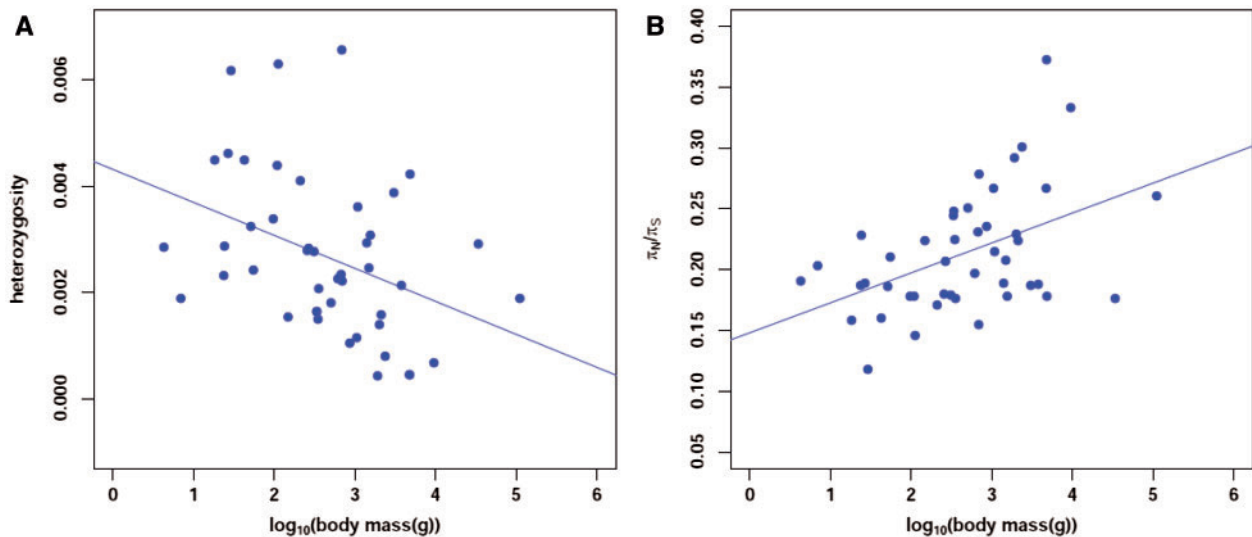 A
heterozygosity
0.006
0.004
0.002
0.000
0 1 2 3 4 5 6
log₁₀(body mass(g))
B
πN/πS
0.40
0.35
0.30
0.25
0.20
0.15
0.10
0.05
0 1 2 3 4 5 6
log₁₀(body mass(g))